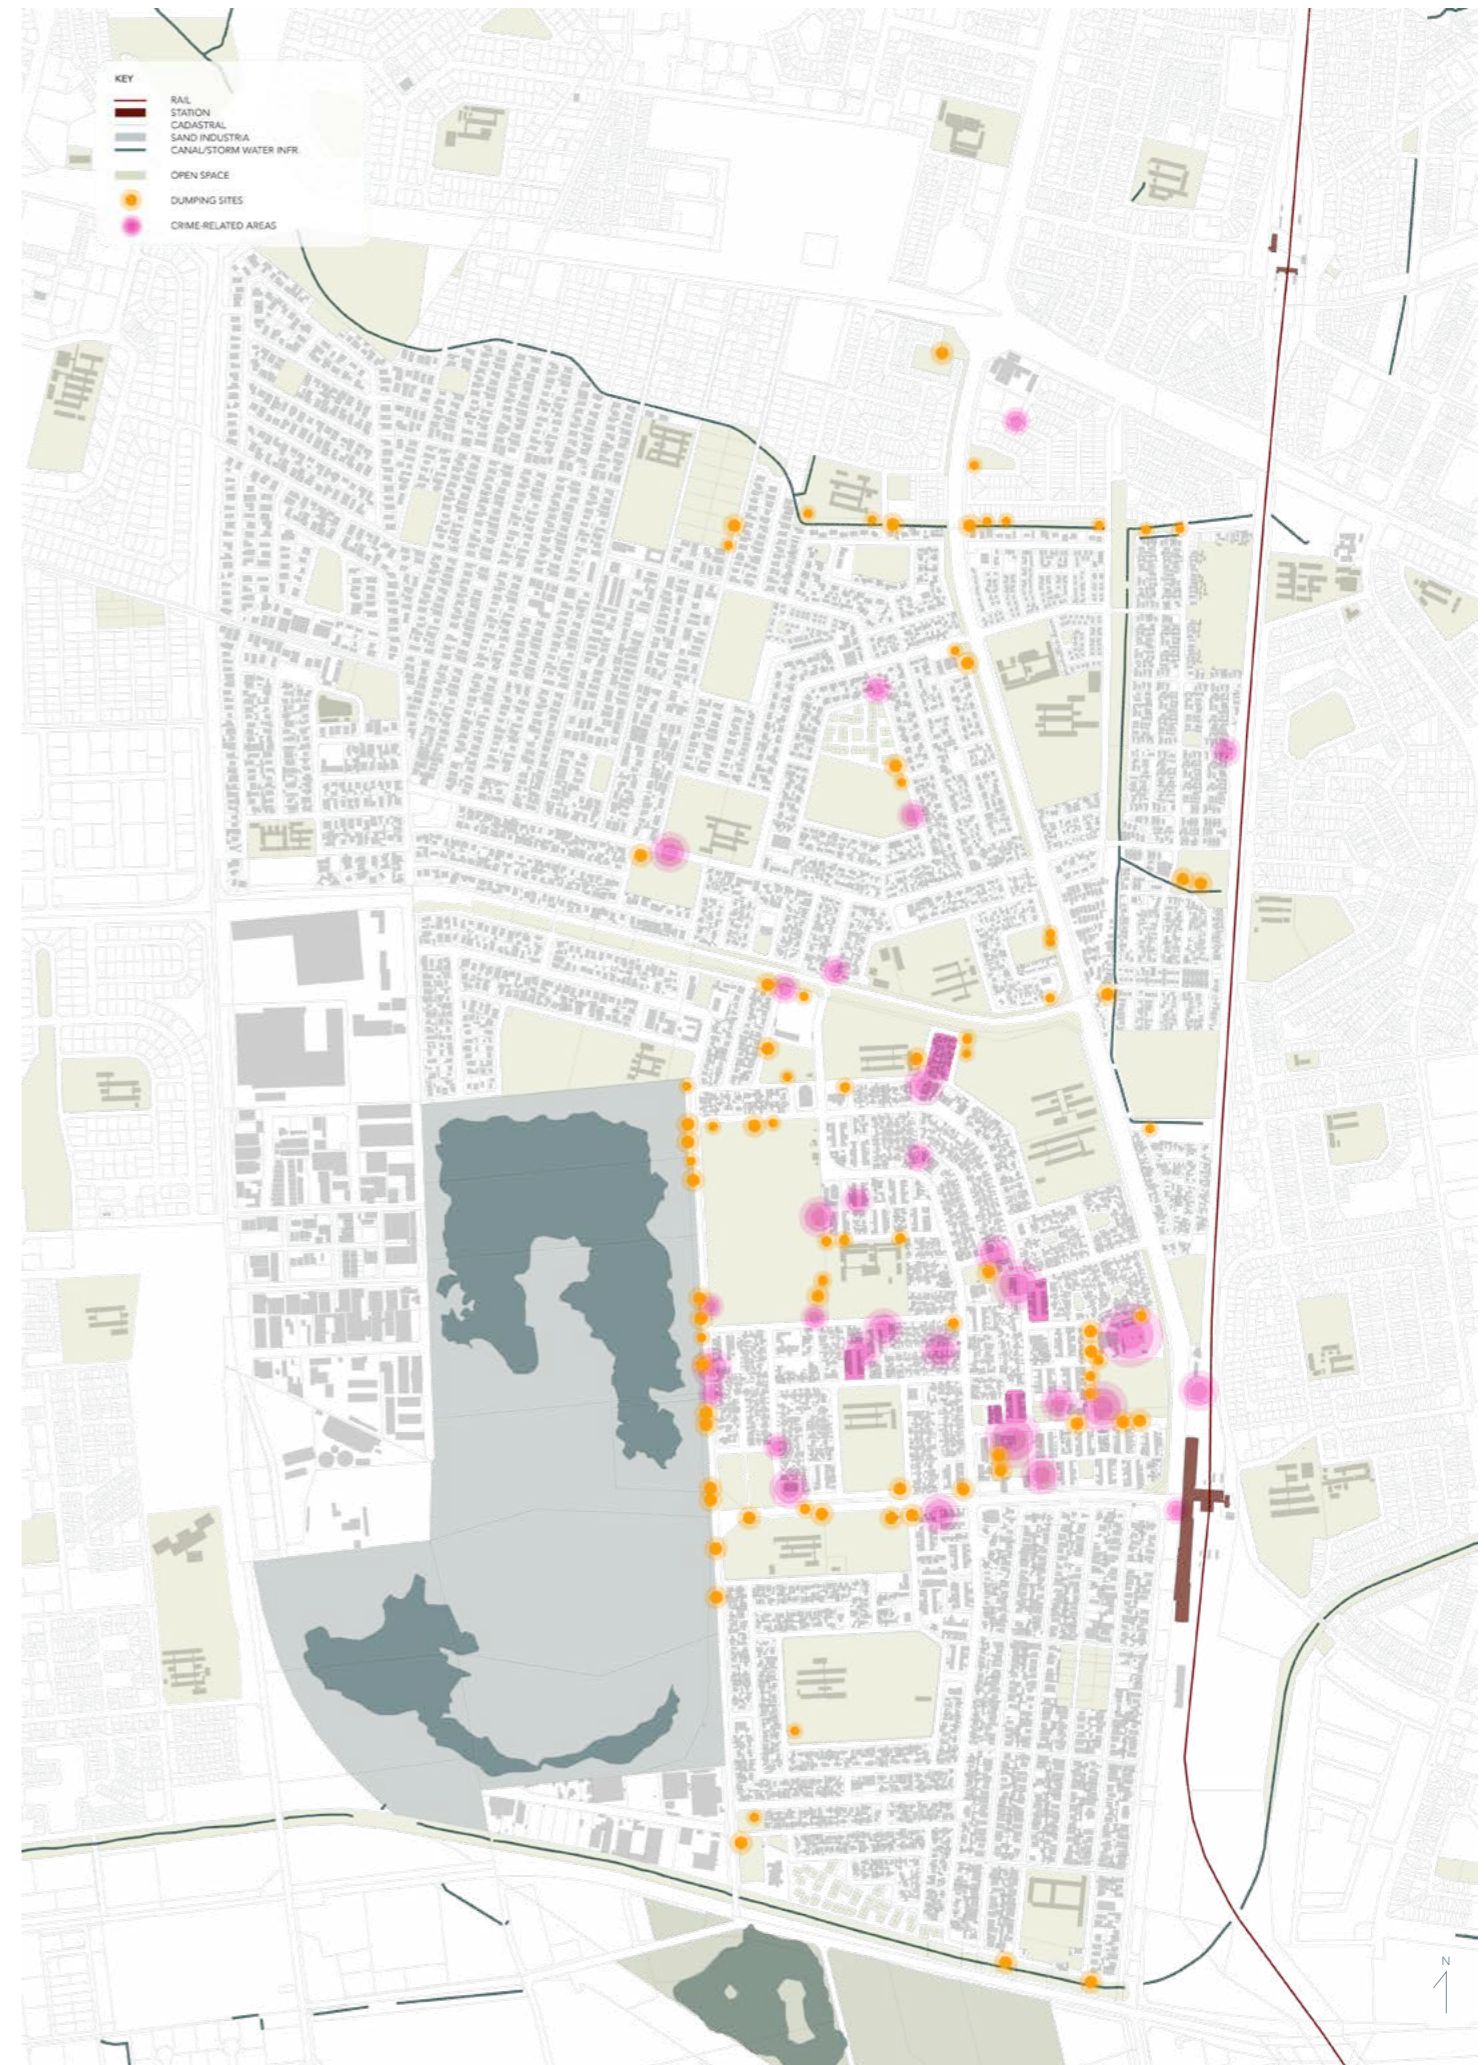 KEY
RAIL
STATION
CADASTRAL
SAND INDUSTRIA
CANAL/STORM WATER INFR.
OPEN SPACE
DUMPING SITES
CRIME-RELATED AREAS
N